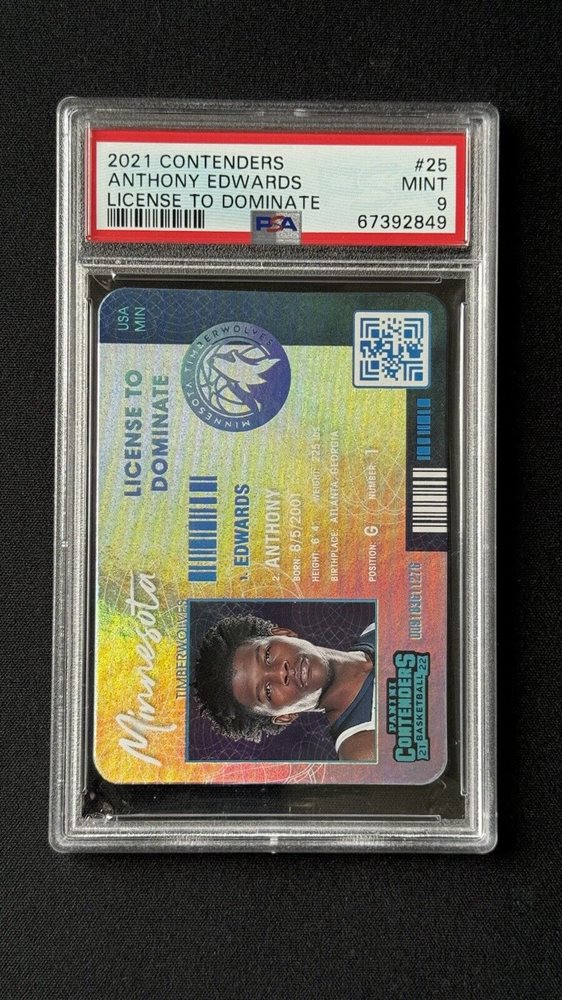 2021 CONTENDERS #25
ANTHONY EDWARDS MINT
LICENSE TO DOMINATE 9
PSA 67392849
Minnesota
TIMBERWOLVES
LICENSE TO
DOMINATE
USA
MIN
MINNESOTA TIMBERWOLVES
1. EDWARDS
2. ANTHONY
BORN: 8/5/2001
HEIGHT: 6 4 WEIGHT: 225 lbs
BIRTHPLACE: ATLANTA, GEORGIA
POSITION: G NUMBER: 1
PANINI
CONTENDERS
21 BASKETBALL 22